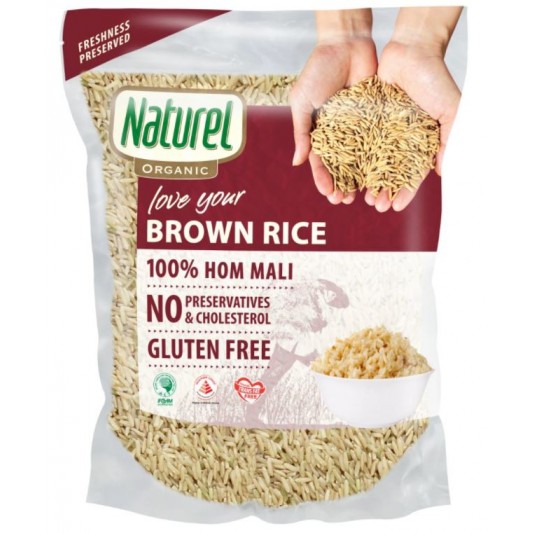 FRESHNESS
PRESERVED
Naturel
ORGANIC
love your
BROWN RICE
100% HOM MALI
NO PRESERVATIVES
& CHOLESTEROL
GLUTEN FREE